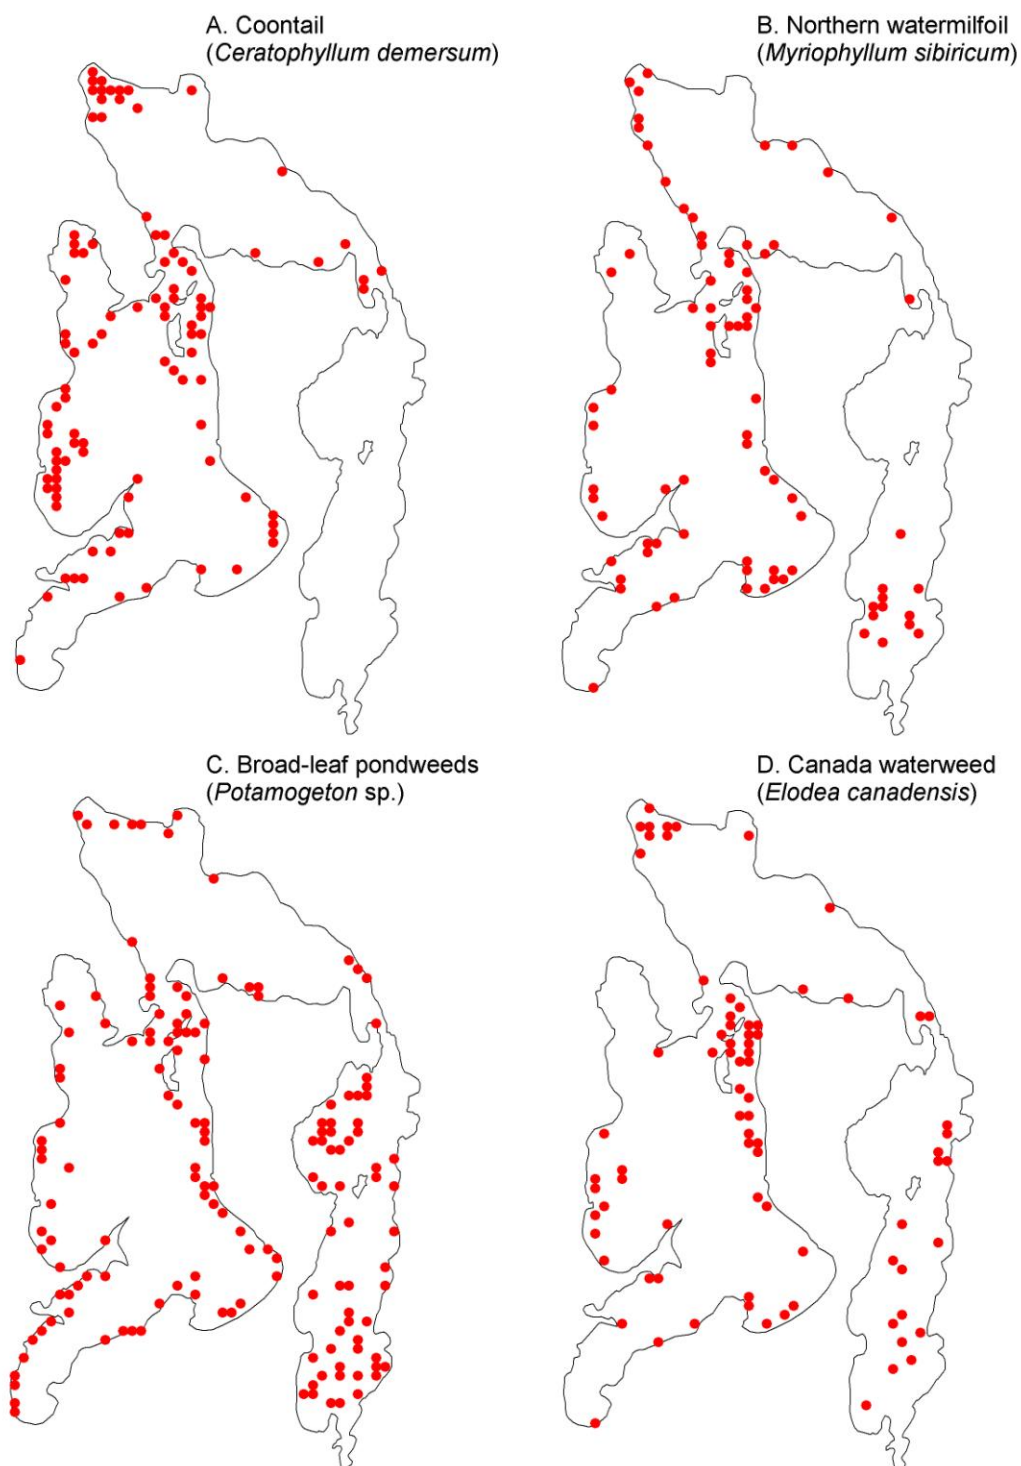 A. Coontail
(Ceratophyllum demersum)
B. Northern watermilfoil
(Myriophyllum sibiricum)
C. Broad-leaf pondweeds
(Potamogeton sp.)
D. Canada waterweed
(Elodea canadensis)